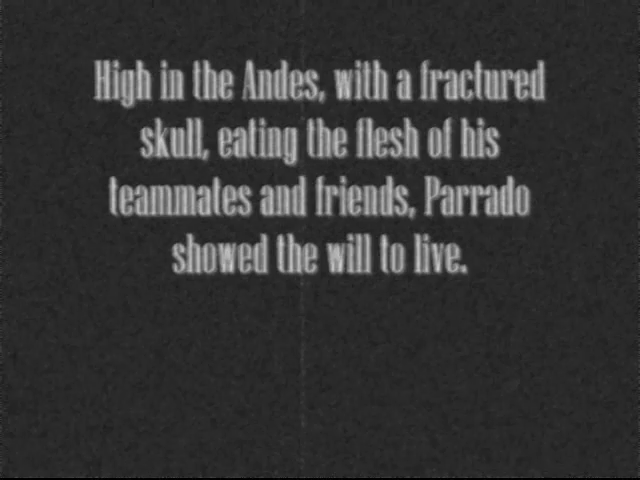 High in the Andes, with a fractured
skull, eating the flesh of his
teammates and friends, Parrado
showed the will to live.